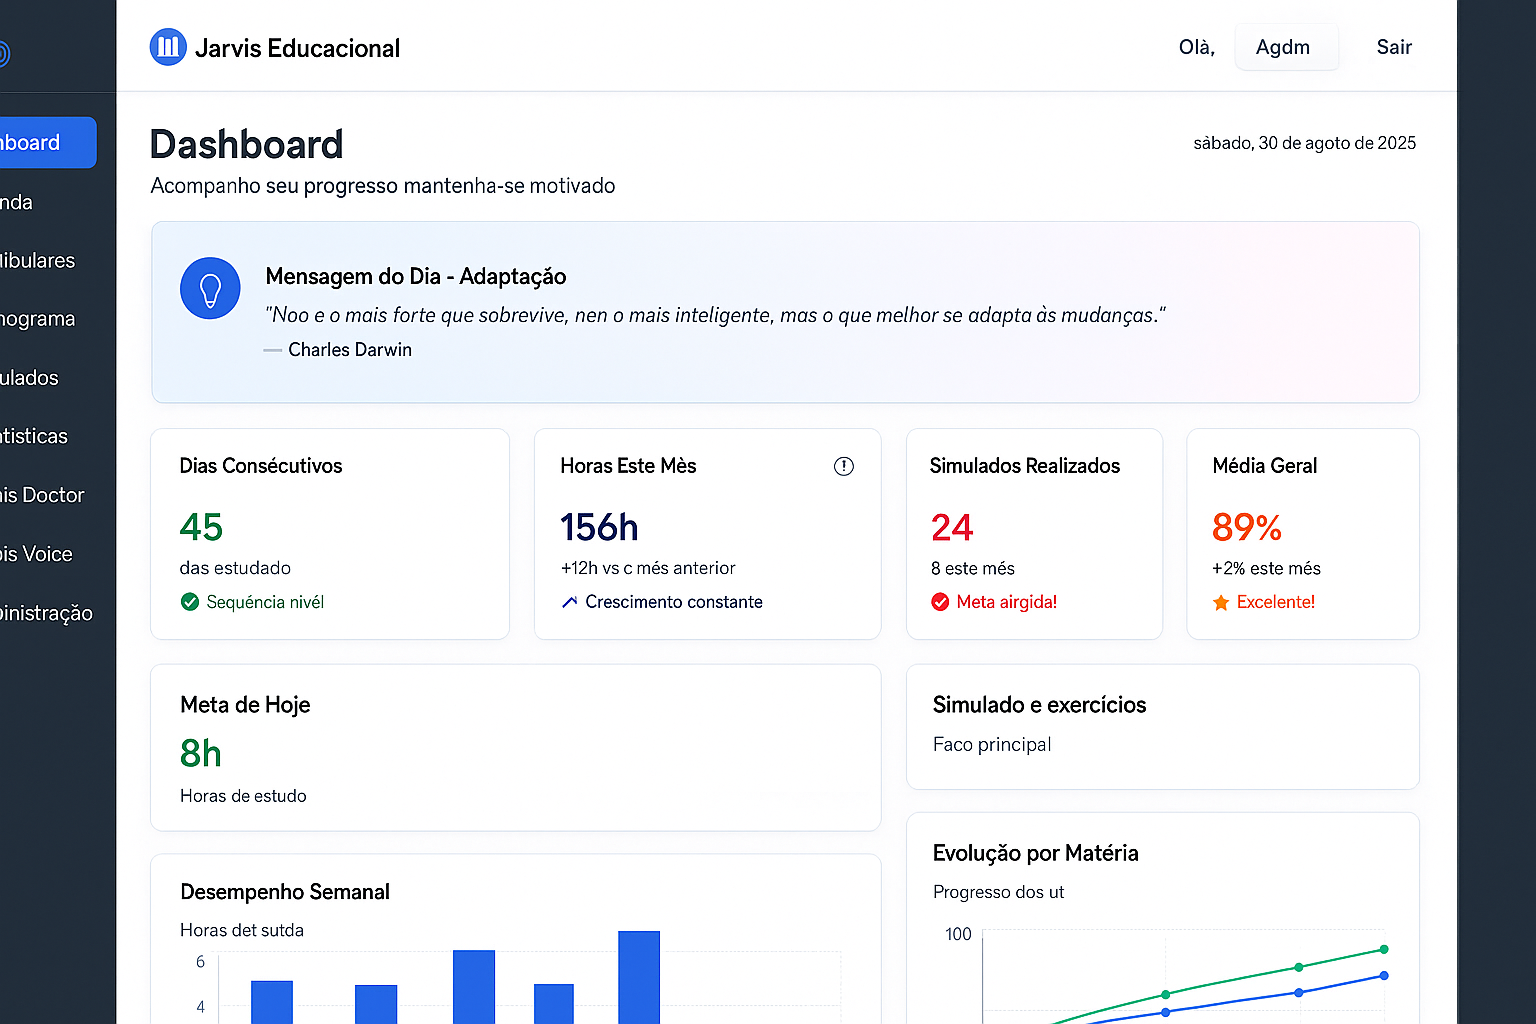 Jarvis Educacional
Olà,
Agdm
Sair
board
nda
ibulares
nograma
ulados
tisticas
is Doctor
is Voice
inistração
Dashboard
sàbado, 30 de agoto de 2025
Acompanho seu progresso mantenha-se motivado
Mensagem do Dia - Adaptação
"Noo e o mais forte que sobrevive, nen o mais inteligente, mas o que melhor se adapta às mudanças."
— Charles Darwin
Dias Consécutivos
45
das estudado
Sequéncia nivél
Horas Este Mès
156h
+12h vs c més anterior
Crescimento constante
Simulados Realizados
24
8 este més
Meta airgida!
Média Geral
89%
+2% este més
Excelente!
Meta de Hoje
8h
Horas de estudo
Simulado e exercícios
Faco principal
Desempenho Semanal
Horas det sutda
6
4
Evolução por Matéria
Progresso dos ut
100